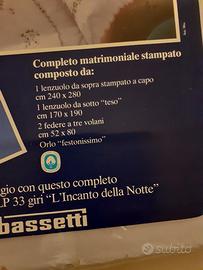 Completo matrimoniale stampato
composto da:
1 lenzuolo da sopra stampato a capo
cm 240 x 280
1 lenzuolo da sotto "teso"
cm 170 x 190
2 federe a tre volani
cm 52 x 80
Orlo "festonissimo"
gio con questo completo
LP 33 giri "L'Incanto della Notte"
bassetti
subito